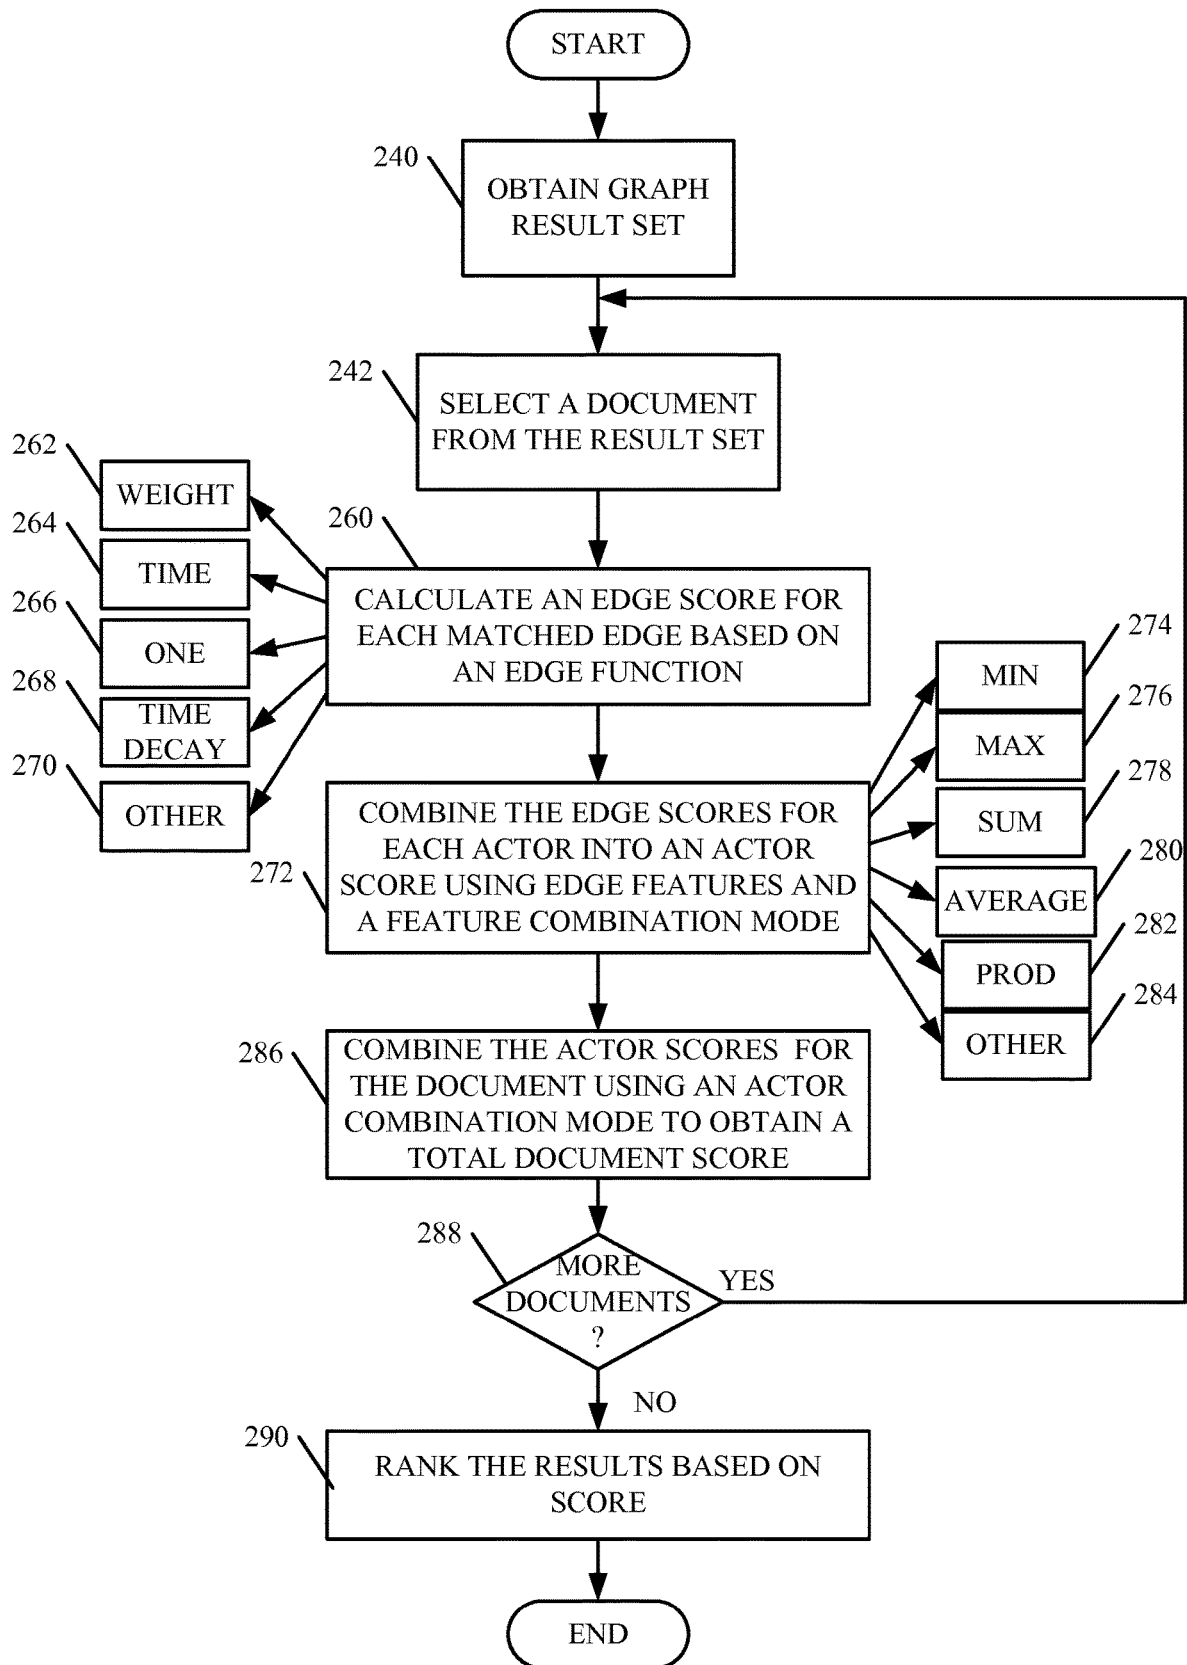 START
240
OBTAIN GRAPH
RESULT SET
242
SELECT A DOCUMENT
FROM THE RESULT SET
262
WEIGHT
264
TIME
266
ONE
268
TIME
DECAY
270
OTHER
260
CALCULATE AN EDGE SCORE FOR
EACH MATCHED EDGE BASED ON
AN EDGE FUNCTION
274
MIN
276
MAX
278
SUM
280
AVERAGE
282
PROD
284
OTHER
272
COMBINE THE EDGE SCORES FOR
EACH ACTOR INTO AN ACTOR
SCORE USING EDGE FEATURES AND
A FEATURE COMBINATION MODE
286
COMBINE THE ACTOR SCORES FOR
THE DOCUMENT USING AN ACTOR
COMBINATION MODE TO OBTAIN A
TOTAL DOCUMENT SCORE
288
MORE
DOCUMENTS
?
YES
NO
290
RANK THE RESULTS BASED ON
SCORE
END